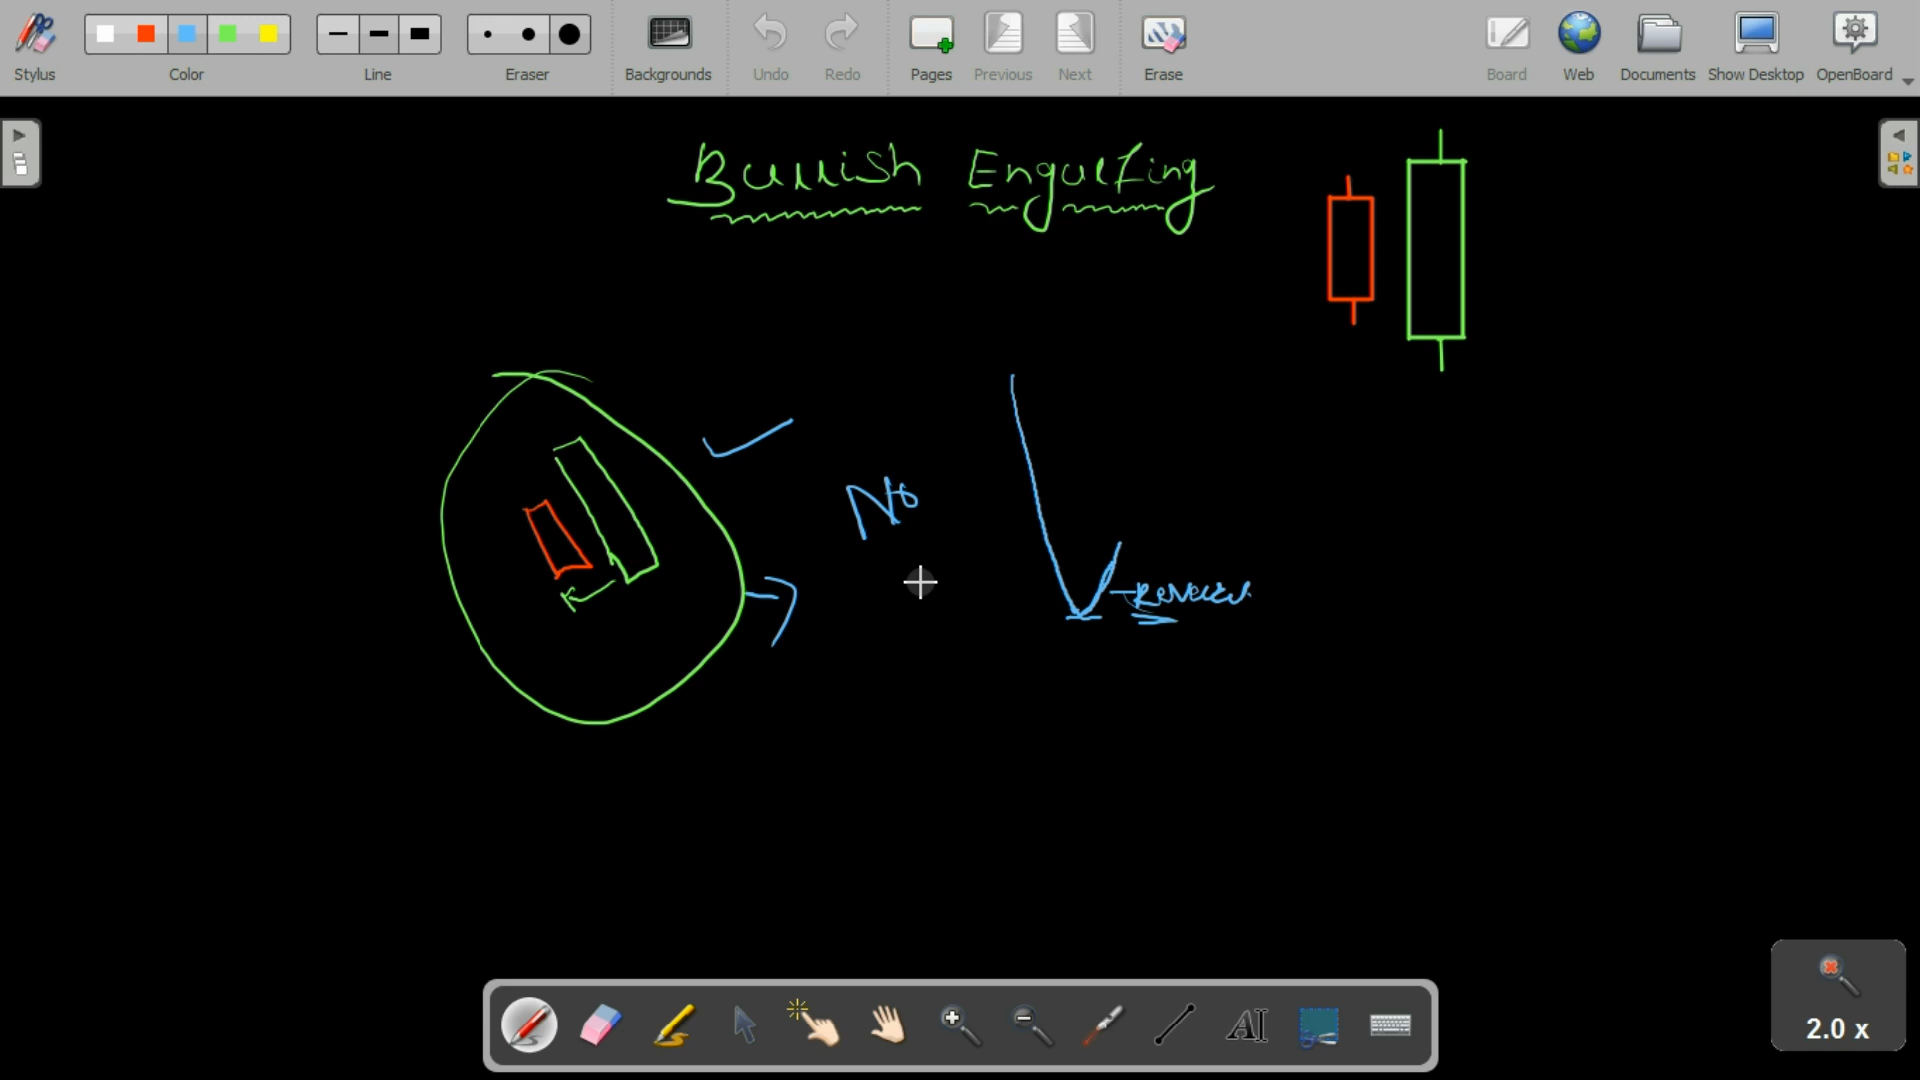 Stylus Color Line Eraser Backgrounds Undo Redo Pages Previous Next Erase Board Web Documents Show Desktop OpenBoard
Bullish Engulfing
No
Reversal
2.0 x